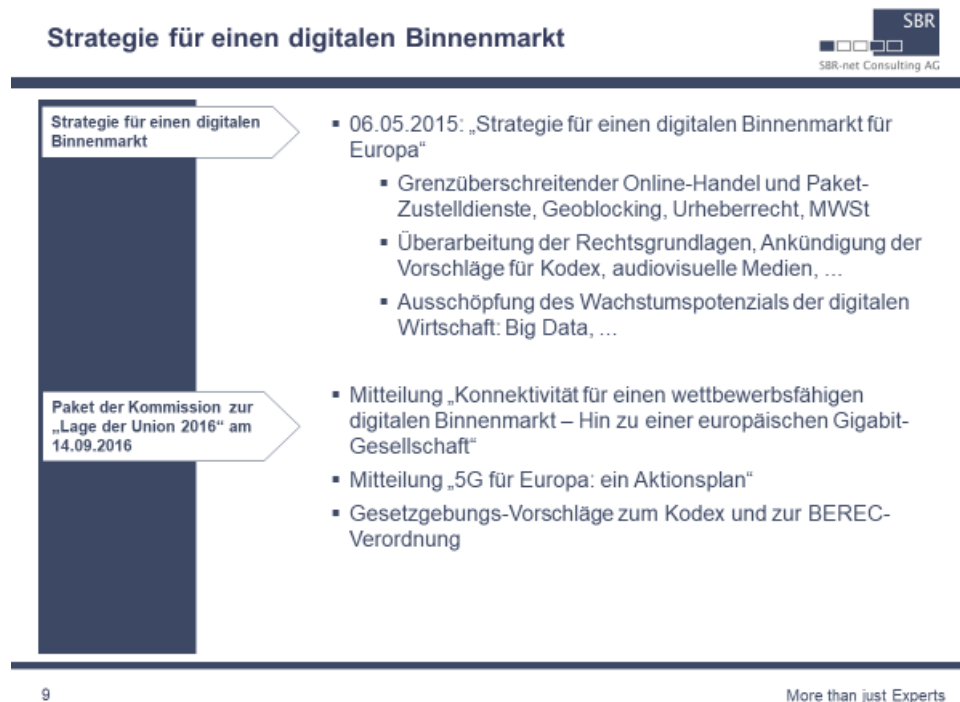 Strategie für einen digitalen Binnenmarkt
SBR
SBR-net Consulting AG
Strategie für einen digitalen
Binnenmarkt
▪ 06.05.2015: „Strategie für einen digitalen Binnenmarkt für
Europa“
▪ Grenzüberschreitender Online-Handel und Paket-
Zustelldienste, Geoblocking, Urheberrecht, MWSt
▪ Überarbeitung der Rechtsgrundlagen, Ankündigung der
Vorschläge für Kodex, audiovisuelle Medien, ...
▪ Ausschöpfung des Wachstumspotenzials der digitalen
Wirtschaft: Big Data, ...
Paket der Kommission zur
„Lage der Union 2016“ am
14.09.2016
▪ Mitteilung „Konnektivität für einen wettbewerbsfähigen
digitalen Binnenmarkt – Hin zu einer europäischen Gigabit-
Gesellschaft“
▪ Mitteilung „5G für Europa: ein Aktionsplan“
▪ Gesetzgebungs-Vorschläge zum Kodex und zur BEREC-
Verordnung
9
More than just Experts